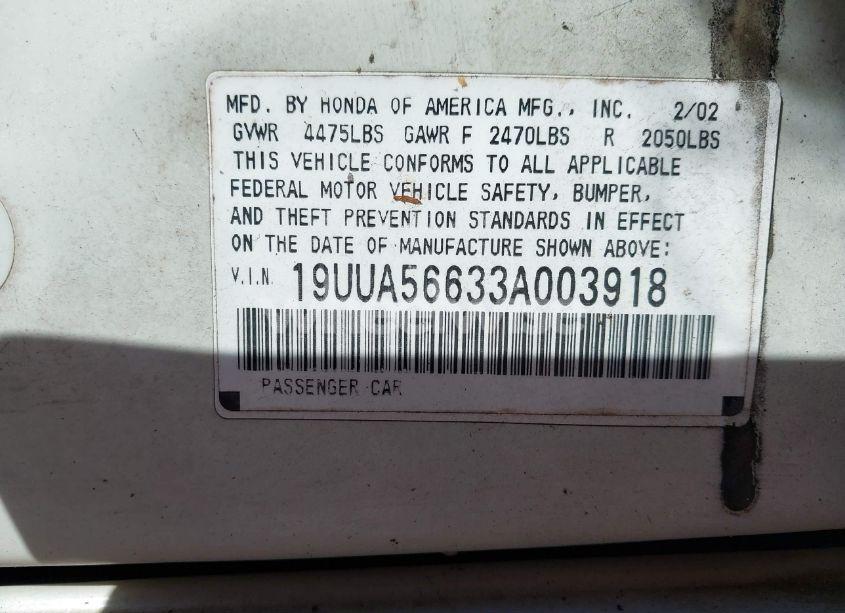 MFD. BY HONDA OF AMERICA MFG., INC. 2/02
GVWR 4475LBS GAWR F 2470LBS R 2050LBS
THIS VEHICLE CONFORMS TO ALL APPLICABLE
FEDERAL MOTOR VEHICLE SAFETY, BUMPER,
AND THEFT PREVENTION STANDARDS IN EFFECT
ON THE DATE OF MANUFACTURE SHOWN ABOVE:
V.I.N. 19UUA56633A003918
PASSENGER CAR